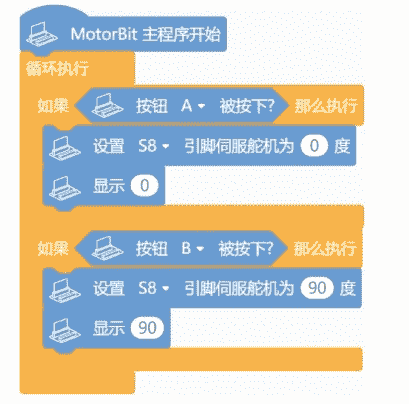 MotorBit 主程序开始
循环执行
如果 按钮 A 被按下? 那么执行
设置 S8 引脚伺服舵机为 0 度
显示 0
如果 按钮 B 被按下? 那么执行
设置 S8 引脚伺服舵机为 90 度
显示 90